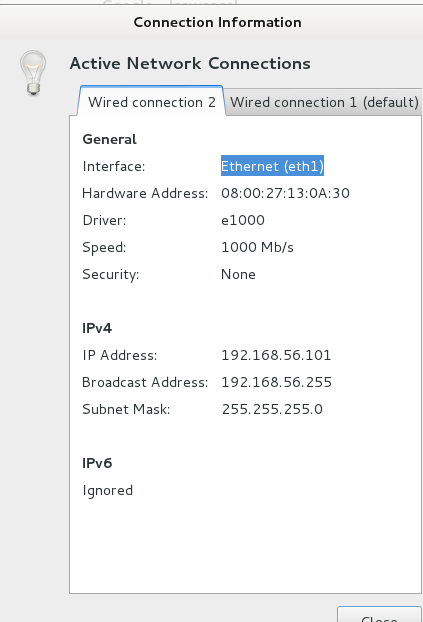 Connection Information
Active Network Connections
Wired connection 2 Wired connection 1 (default)
General
Interface: Ethernet (eth1)
Hardware Address: 08:00:27:13:0A:30
Driver: e1000
Speed: 1000 Mb/s
Security: None
IPv4
IP Address: 192.168.56.101
Broadcast Address: 192.168.56.255
Subnet Mask: 255.255.255.0
IPv6
Ignored
Close